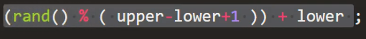 (rand() % ( upper-lower+1 )) + lower ;